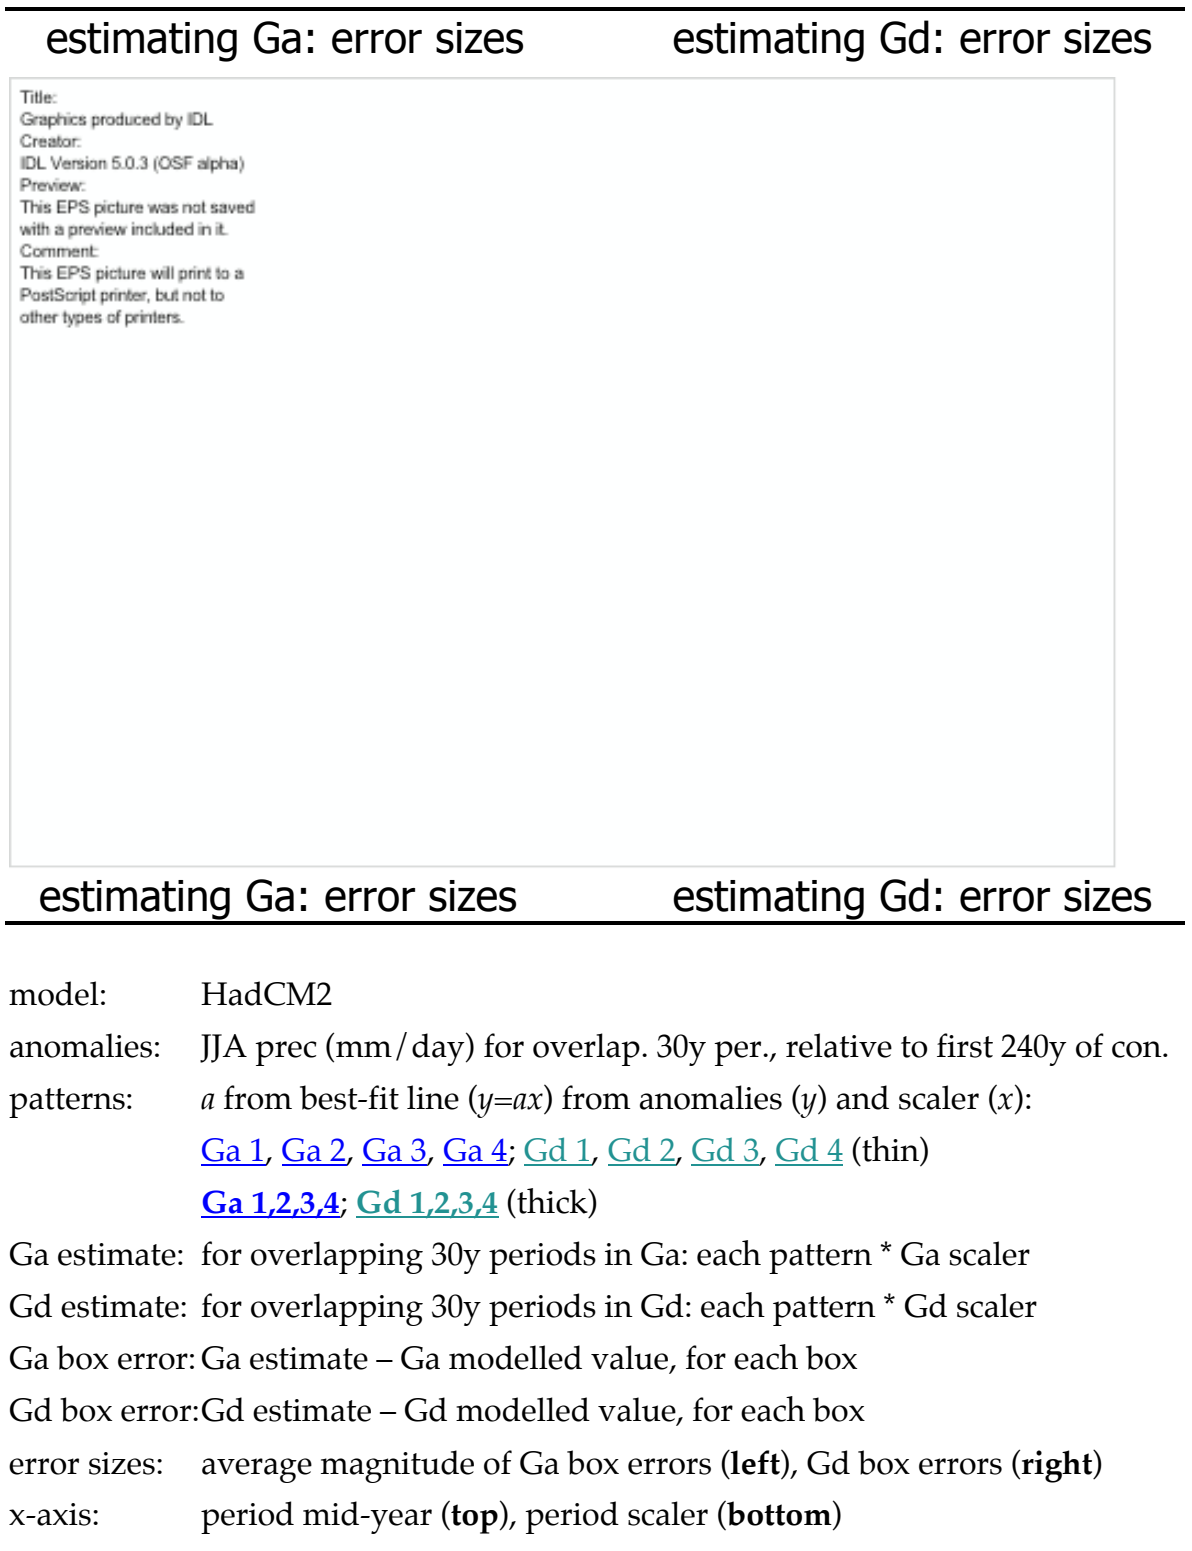 estimating Ga: error sizes estimating Gd: error sizes
Title:
Graphics produced by IDL
Creator:
IDL Version 5.0.3 (OSF alpha)
Preview:
This EPS picture was not saved
with a preview included in it.
Comment:
This EPS picture will print to a
PostScript printer, but not to
other types of printers.
estimating Ga: error sizes estimating Gd: error sizes
model: HadCM2
anomalies: JJA prec (mm/day) for overlap. 30y per., relative to first 240y of con.
patterns: a from best-fit line (y=ax) from anomalies (y) and scaler (x):
Ga 1, Ga 2, Ga 3, Ga 4; Gd 1, Gd 2, Gd 3, Gd 4 (thin)
Ga 1,2,3,4; Gd 1,2,3,4 (thick)
Ga estimate: for overlapping 30y periods in Ga: each pattern * Ga scaler
Gd estimate: for overlapping 30y periods in Gd: each pattern * Gd scaler
Ga box error: Ga estimate – Ga modelled value, for each box
Gd box error: Gd estimate – Gd modelled value, for each box
error sizes: average magnitude of Ga box errors (left), Gd box errors (right)
x-axis: period mid-year (top), period scaler (bottom)